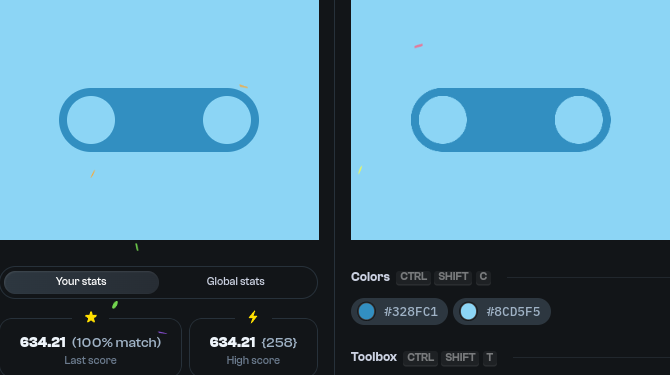 Your stats
Global stats
634.21 (100% match)
Last score
634.21 {258}
High score
Colors CTRL SHIFT C
#328FC1 #8CD5F5
Toolbox CTRL SHIFT T